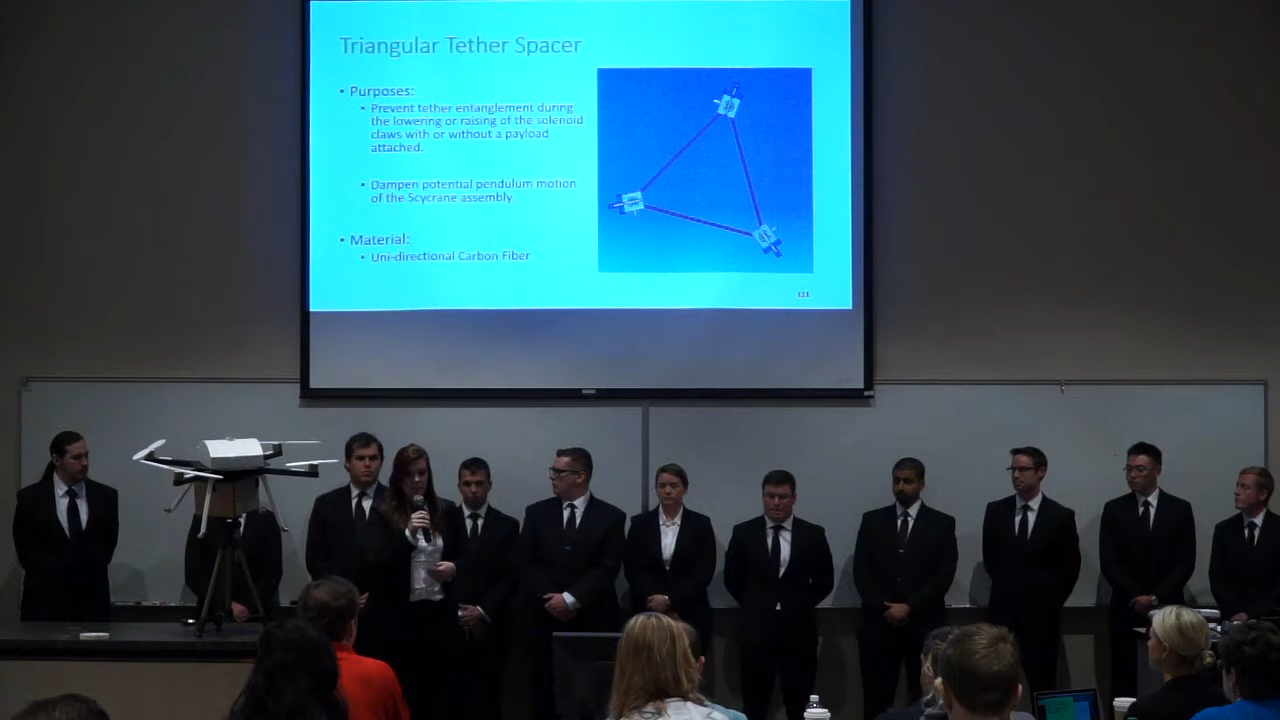 Triangular Tether Spacer
• Purposes:
• Prevent tether entanglement during
the lowering or raising of the solenoid
claws with or without a payload
attached.
• Dampen potential pendulum motion
of the Scycrane assembly
• Material:
• Uni-directional Carbon Fiber